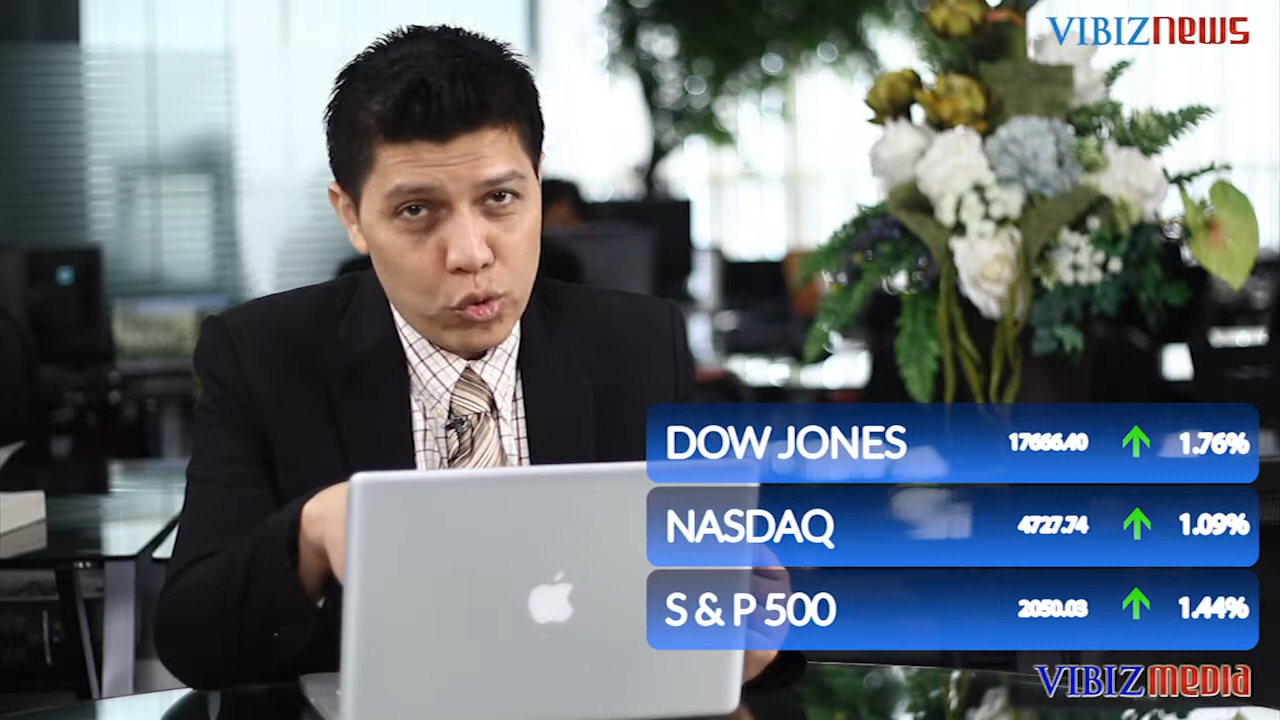 VIBIZNEWS
DOW JONES 17666.40 1.76%
NASDAQ 4727.74 1.09%
S & P 500 2050.03 1.44%
VIBIZMEDIA